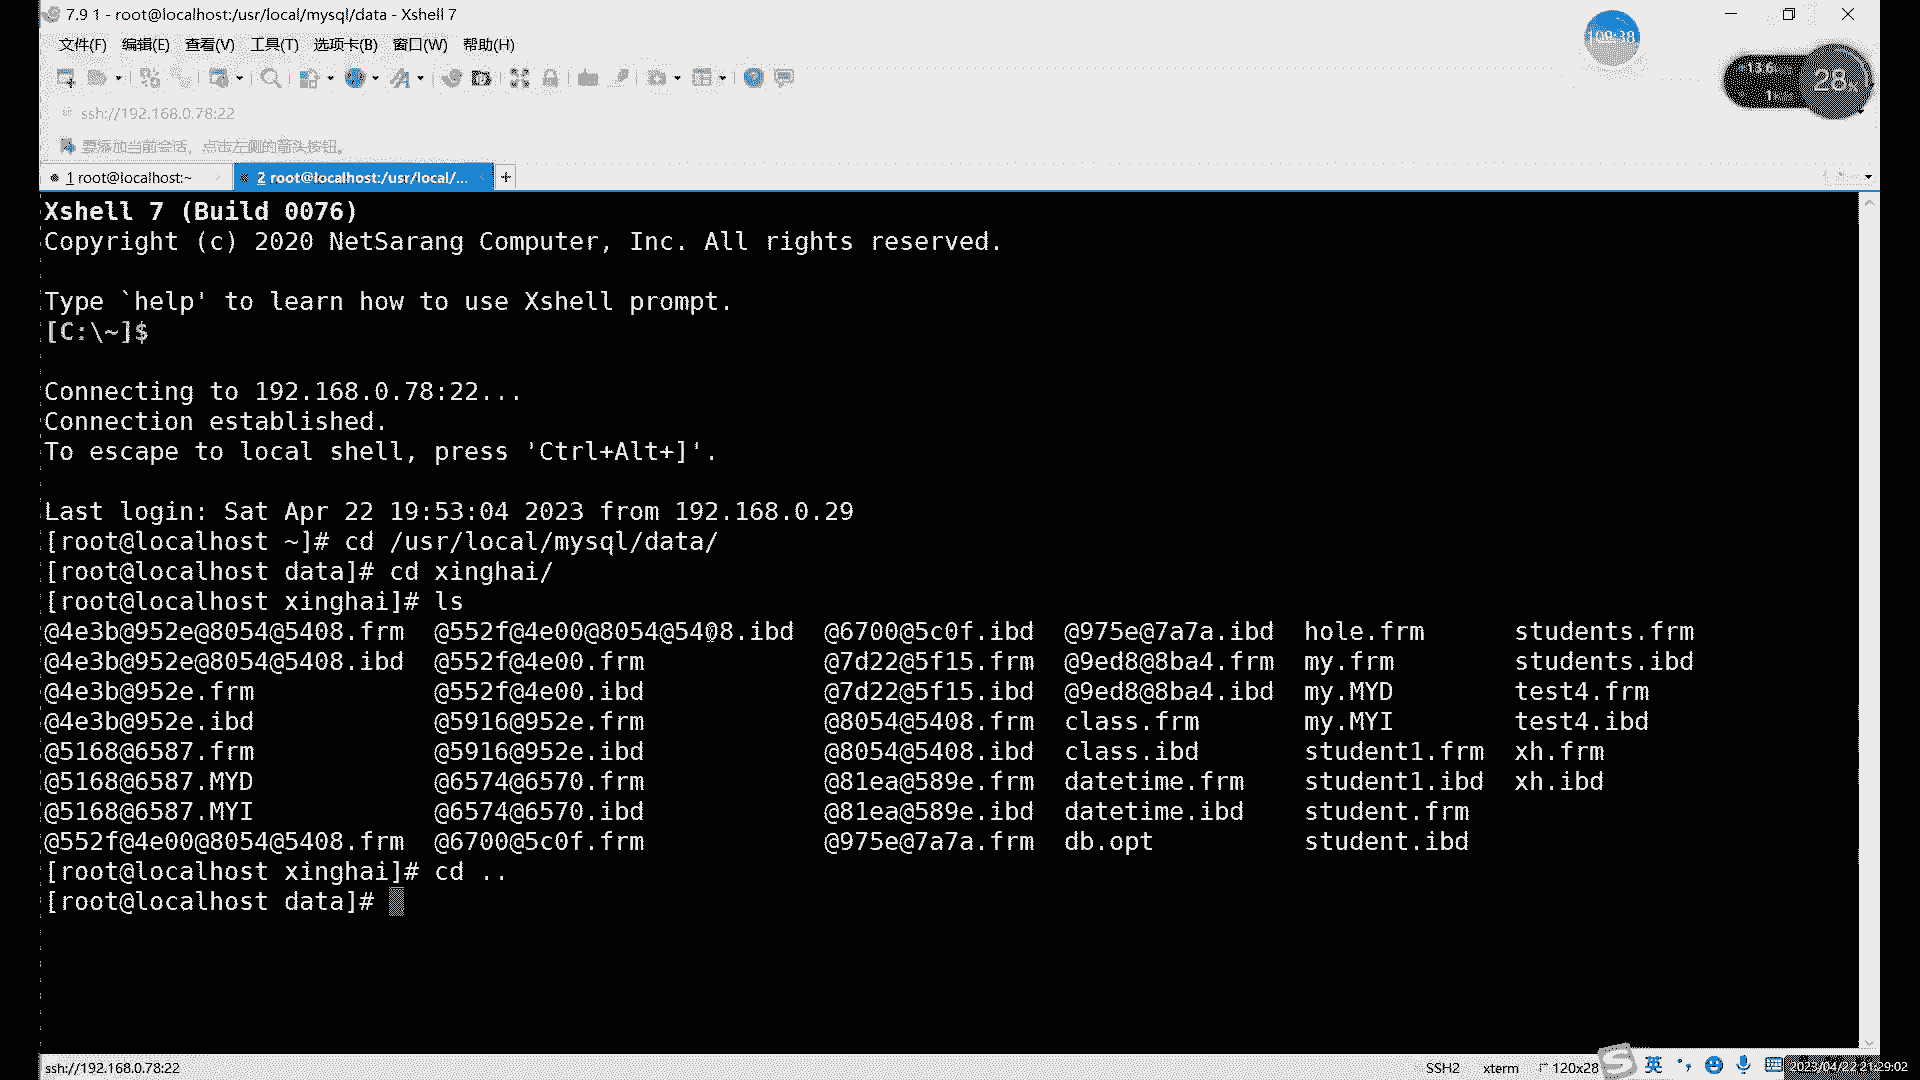 7.9 1 - root@localhost:/usr/local/mysql/data - Xshell 7
文件(F) 编辑(E) 查看(V) 工具(T) 选项卡(B) 窗口(W) 帮助(H)
28
ssh://192.168.0.78:22
要添加当前会话，点击左侧的箭头按钮。
1 root@localhost:~ 2 root@localhost:/usr/local/... +
Xshell 7 (Build 0076)
Copyright (c) 2020 NetSarang Computer, Inc. All rights reserved.
Type `help' to learn how to use Xshell prompt.
[C:\~]$
Connecting to 192.168.0.78:22...
Connection established.
To escape to local shell, press 'Ctrl+Alt+]'.
Last login: Sat Apr 22 19:53:04 2023 from 192.168.0.29
[root@localhost ~]# cd /usr/local/mysql/data/
[root@localhost data]# cd xinghai/
[root@localhost xinghai]# ls
@4e3b@952e@8054@5408.frm @552f@4e00@8054@5408.ibd @6700@5c0f.ibd @975e@7a7a.ibd hole.frm students.frm
@4e3b@952e@8054@5408.ibd @552f@4e00.frm @7d22@5f15.frm @9ed8@8ba4.frm my.frm students.ibd
@4e3b@952e.frm @552f@4e00.ibd @7d22@5f15.ibd @9ed8@8ba4.ibd my.MYD test4.frm
@4e3b@952e.ibd @5916@952e.frm @8054@5408.frm class.frm my.MYI test4.ibd
@5168@6587.frm @5916@952e.ibd @8054@5408.ibd class.ibd student1.frm xh.frm
@5168@6587.MYD @6574@6570.frm @81ea@589e.frm datetime.frm student1.ibd xh.ibd
@5168@6587.MYI @6574@6570.ibd @81ea@589e.ibd datetime.ibd student.frm
@552f@4e00@8054@5408.frm @6700@5c0f.frm @975e@7a7a.frm db.opt student.ibd
[root@localhost xinghai]# cd ..
[root@localhost data]#
ssh://192.168.0.78:22 SSH2 xterm 120x28 英 2023/04/22 21:29:02